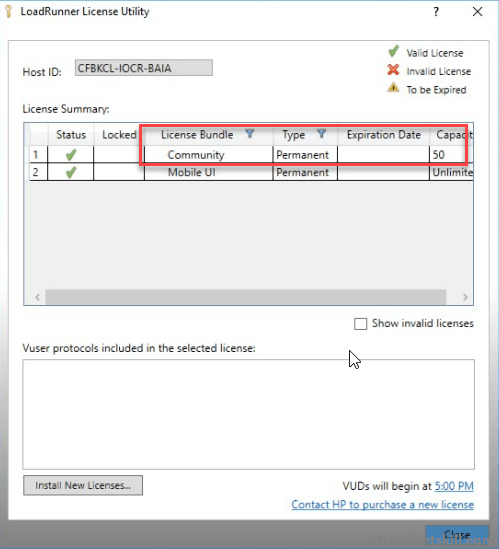 LoadRunner License Utility
?
Valid License
Host ID: CFBKCL-IOCR-BAIA
Invalid License
To be Expired
License Summary:
Status Locked License Bundle Type Expiration Date Capacit
1 Community Permanent 50
2 Mobile UI Permanent Unlimite
Show invalid licenses
Vuser protocols included in the selected license:
Install New Licenses...
VUDs will begin at 5:00 PM
Contact HP to purchase a new license
Close